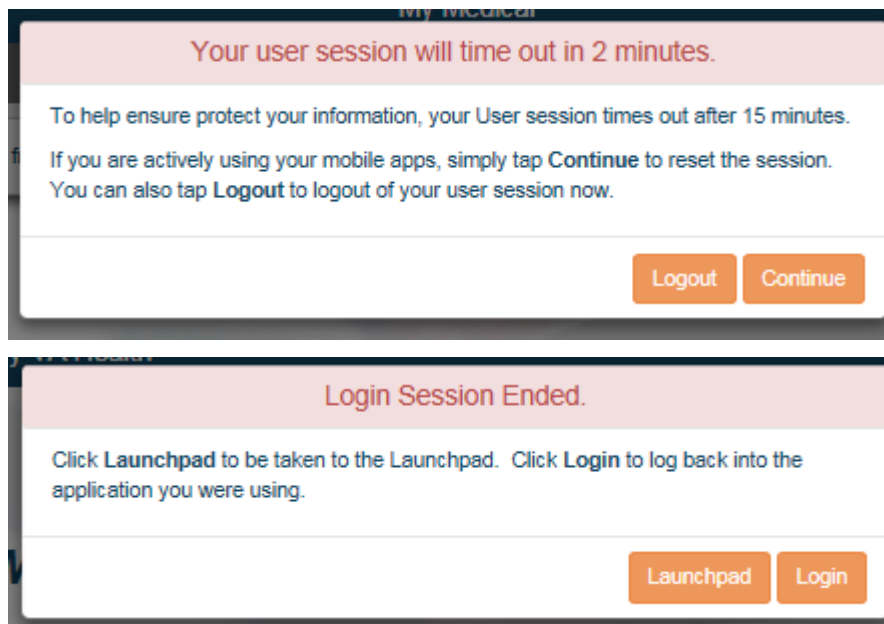 My Medical
Your user session will time out in 2 minutes.
To help ensure protect your information, your User session times out after 15 minutes.
If you are actively using your mobile apps, simply tap Continue to reset the session.
You can also tap Logout to logout of your user session now.
Logout Continue
y VA Health
Login Session Ended.
Click Launchpad to be taken to the Launchpad. Click Login to log back into the
application you were using.
Launchpad Login